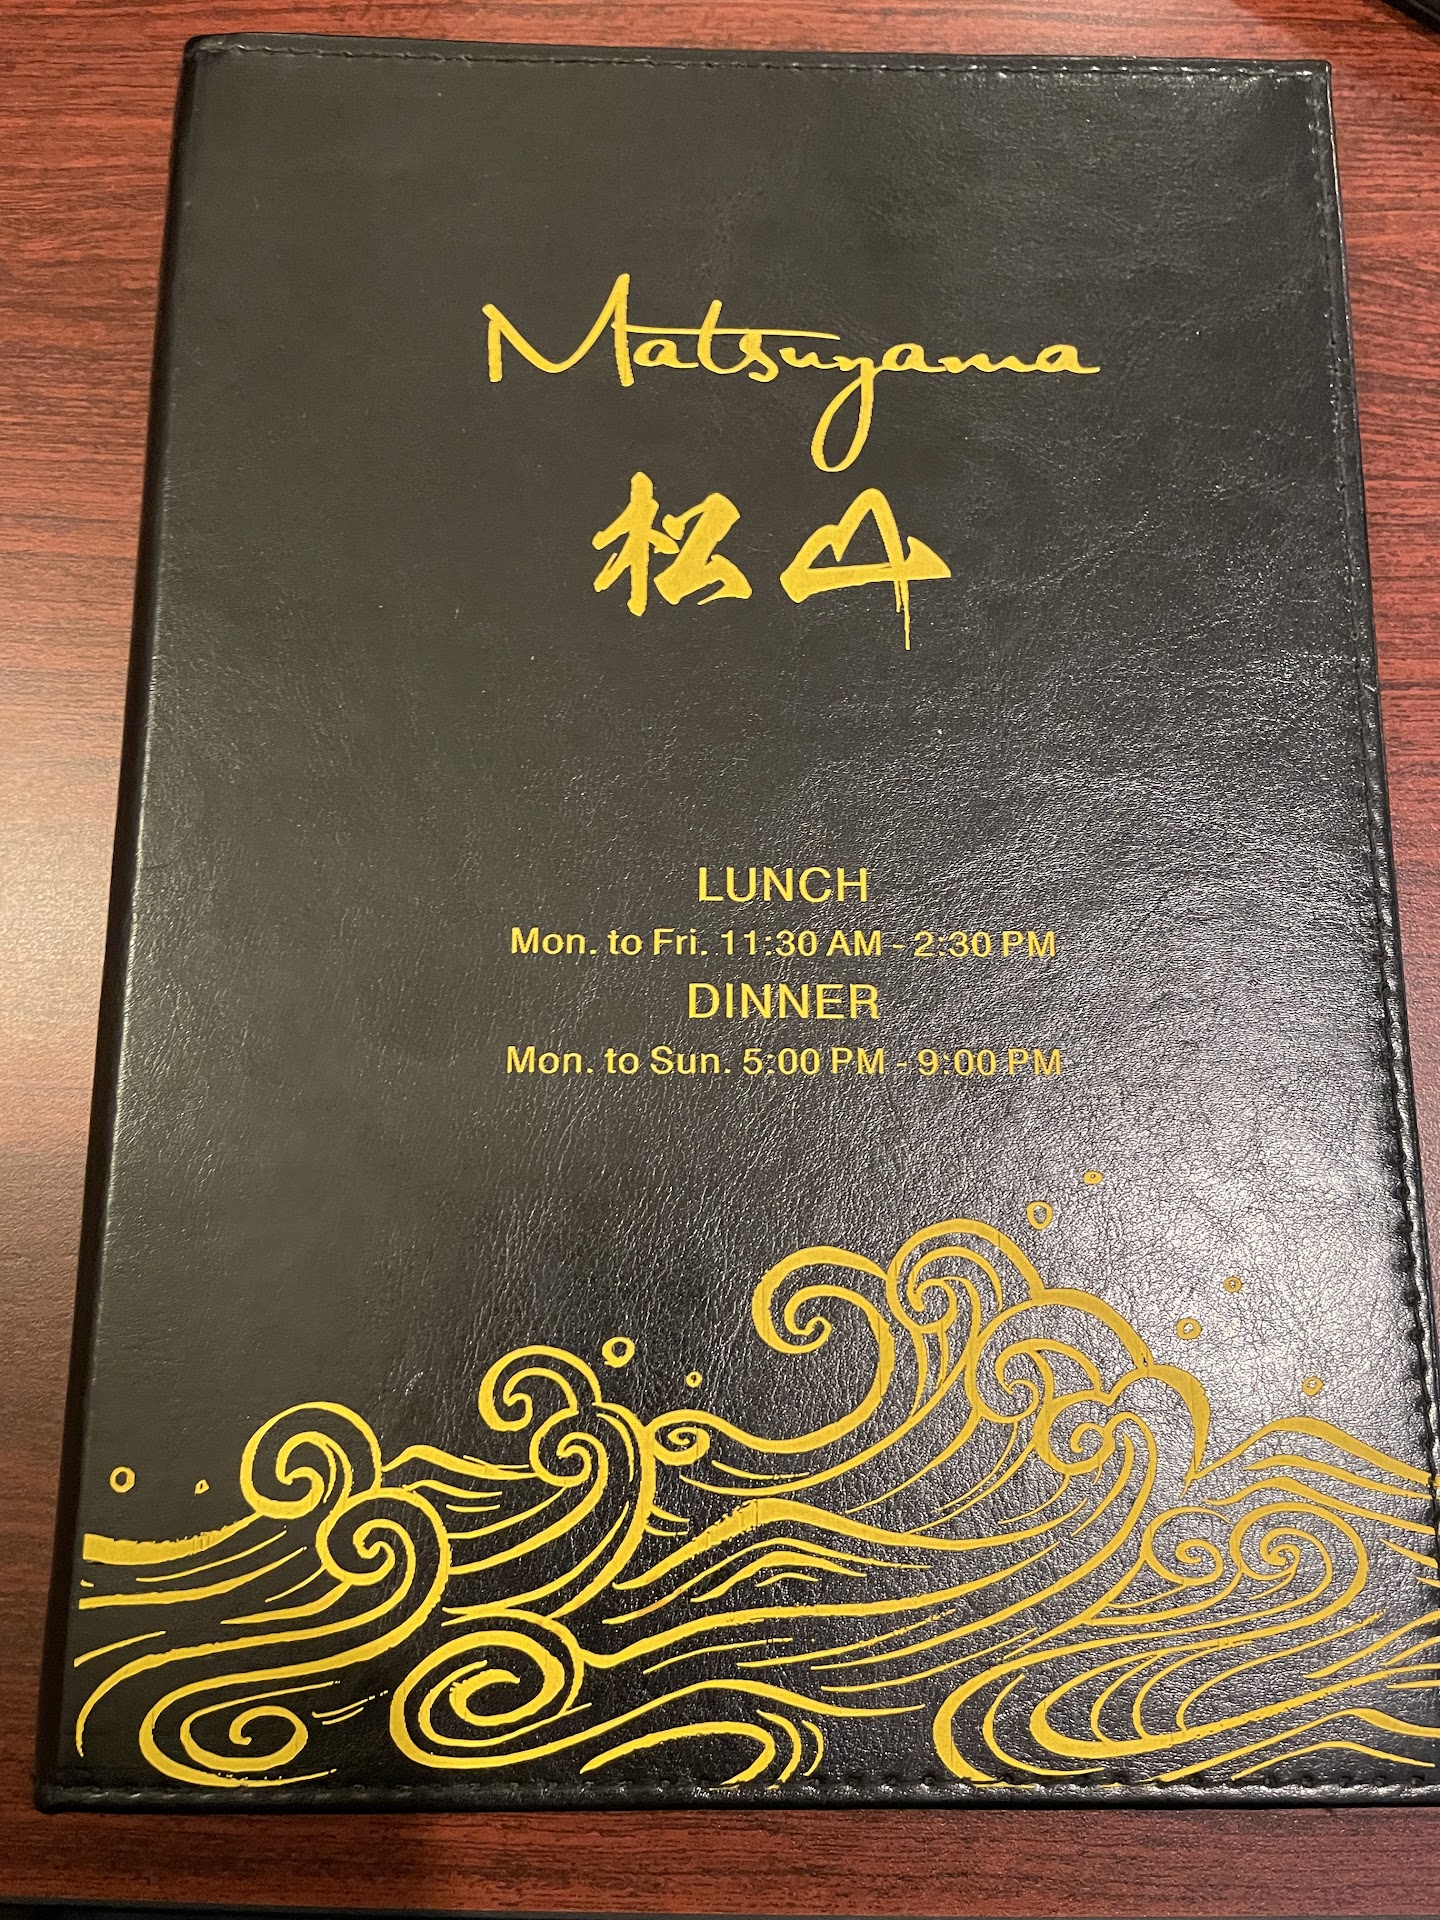 Matsuyama
松山
LUNCH
Mon. to Fri. 11:30 AM - 2:30 PM
DINNER
Mon. to Sun. 5:00 PM - 9:00 PM